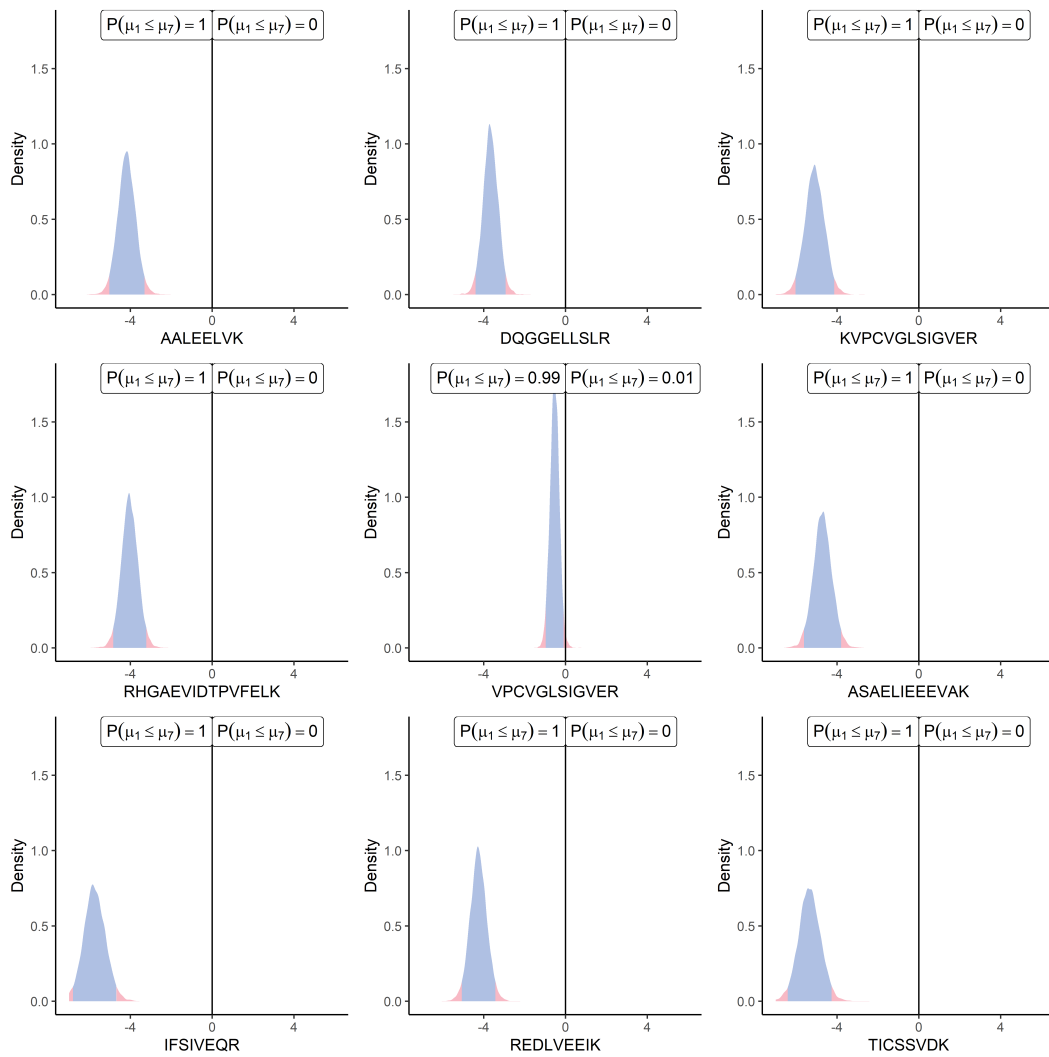 P(μ₁ ≤ μ₇) = 1 P(μ₁ ≤ μ₇) = 0
1.5
1.0
0.5
0.0
Density
-4 0 4
AALEELVK
P(μ₁ ≤ μ₇) = 1 P(μ₁ ≤ μ₇) = 0
1.5
1.0
0.5
0.0
Density
-4 0 4
DQGGELLSLR
P(μ₁ ≤ μ₇) = 1 P(μ₁ ≤ μ₇) = 0
1.5
1.0
0.5
0.0
Density
-4 0 4
KVPCVGLSIGVER
P(μ₁ ≤ μ₇) = 1 P(μ₁ ≤ μ₇) = 0
1.5
1.0
0.5
0.0
Density
-4 0 4
RHGAEVIDTPVFELK
P(μ₁ ≤ μ₇) = 0.99 P(μ₁ ≤ μ₇) = 0.01
1.5
1.0
0.5
0.0
Density
-4 0 4
VPCVGLSIGVER
P(μ₁ ≤ μ₇) = 1 P(μ₁ ≤ μ₇) = 0
1.5
1.0
0.5
0.0
Density
-4 0 4
ASAELIEEEVAK
P(μ₁ ≤ μ₇) = 1 P(μ₁ ≤ μ₇) = 0
1.5
1.0
0.5
0.0
Density
-4 0 4
IFSIVEQR
P(μ₁ ≤ μ₇) = 1 P(μ₁ ≤ μ₇) = 0
1.5
1.0
0.5
0.0
Density
-4 0 4
REDLVEEIK
P(μ₁ ≤ μ₇) = 1 P(μ₁ ≤ μ₇) = 0
1.5
1.0
0.5
0.0
Density
-4 0 4
TICSSVDK